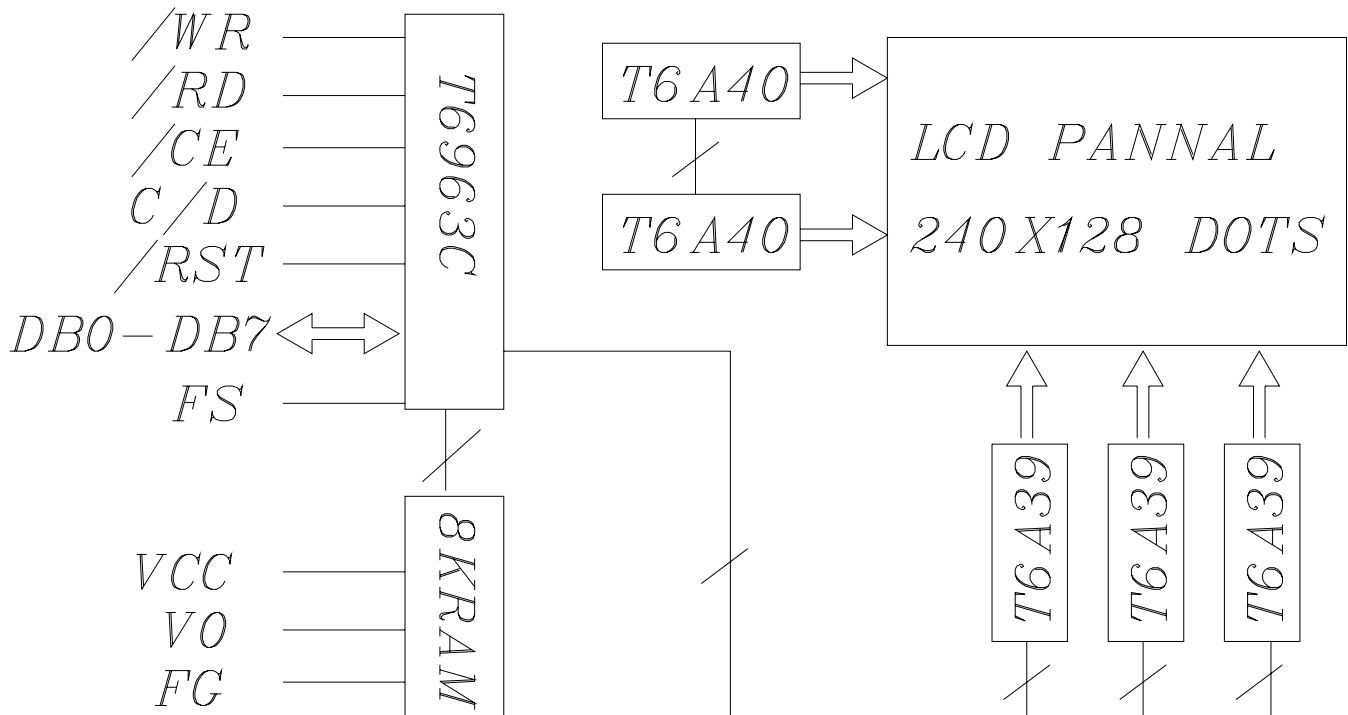 /WR
/RD
/CE
C/D
/RST
DB0-DB7
FS
T6963C
VCC
VO
FG
8KRAM
T6A40
T6A40
LCD PANNAL
240X128 DOTS
T6A39
T6A39
T6A39